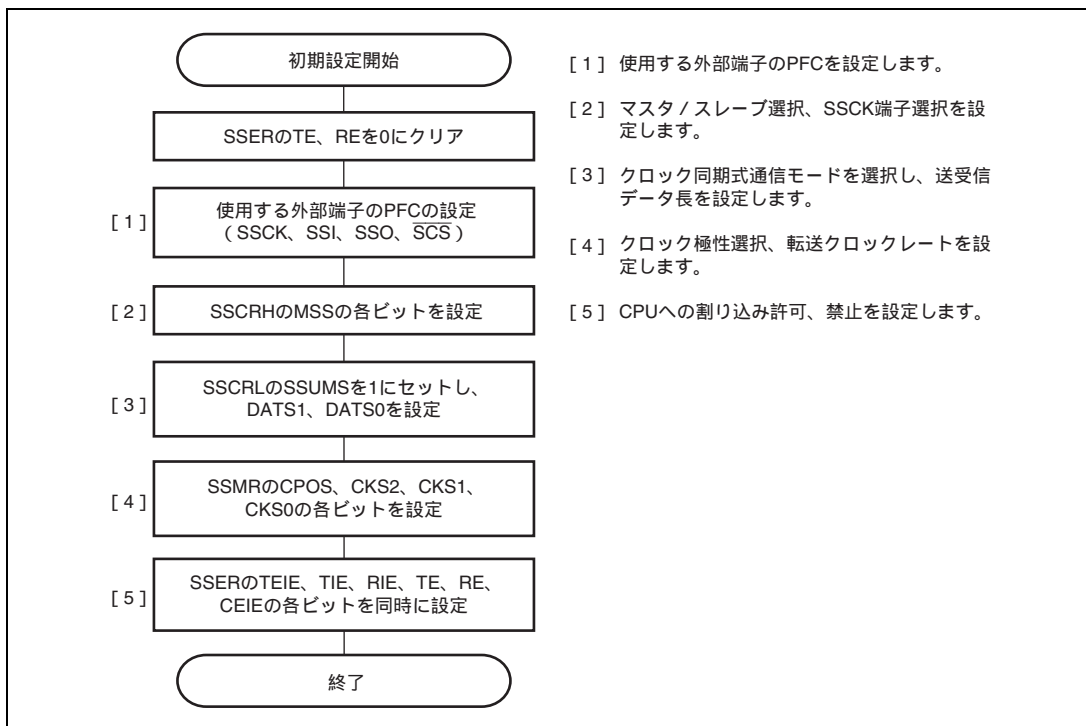 初期設定開始
SSERのTE、REを0にクリア
[1]
使用する外部端子のPFCの設定
(SSCK、SSI、SSO、SCS)
[2]
SSCRHのMSSの各ビットを設定
[3]
SSCRLのSSUMSを1にセットし、
DATS1、DATS0を設定
[4]
SSMRのCPOS、CKS2、CKS1、
CKS0の各ビットを設定
[5]
SSERのTEIE、TIE、RIE、TE、RE、
CEIEの各ビットを同時に設定
終了
[1] 使用する外部端子のPFCを設定します。
[2] マスタ/スレーブ選択、SSCK端子選択を設
定します。
[3] クロック同期式通信モードを選択し、送受信
データ長を設定します。
[4] クロック極性選択、転送クロックレートを設
定します。
[5] CPUへの割り込み許可、禁止を設定します。